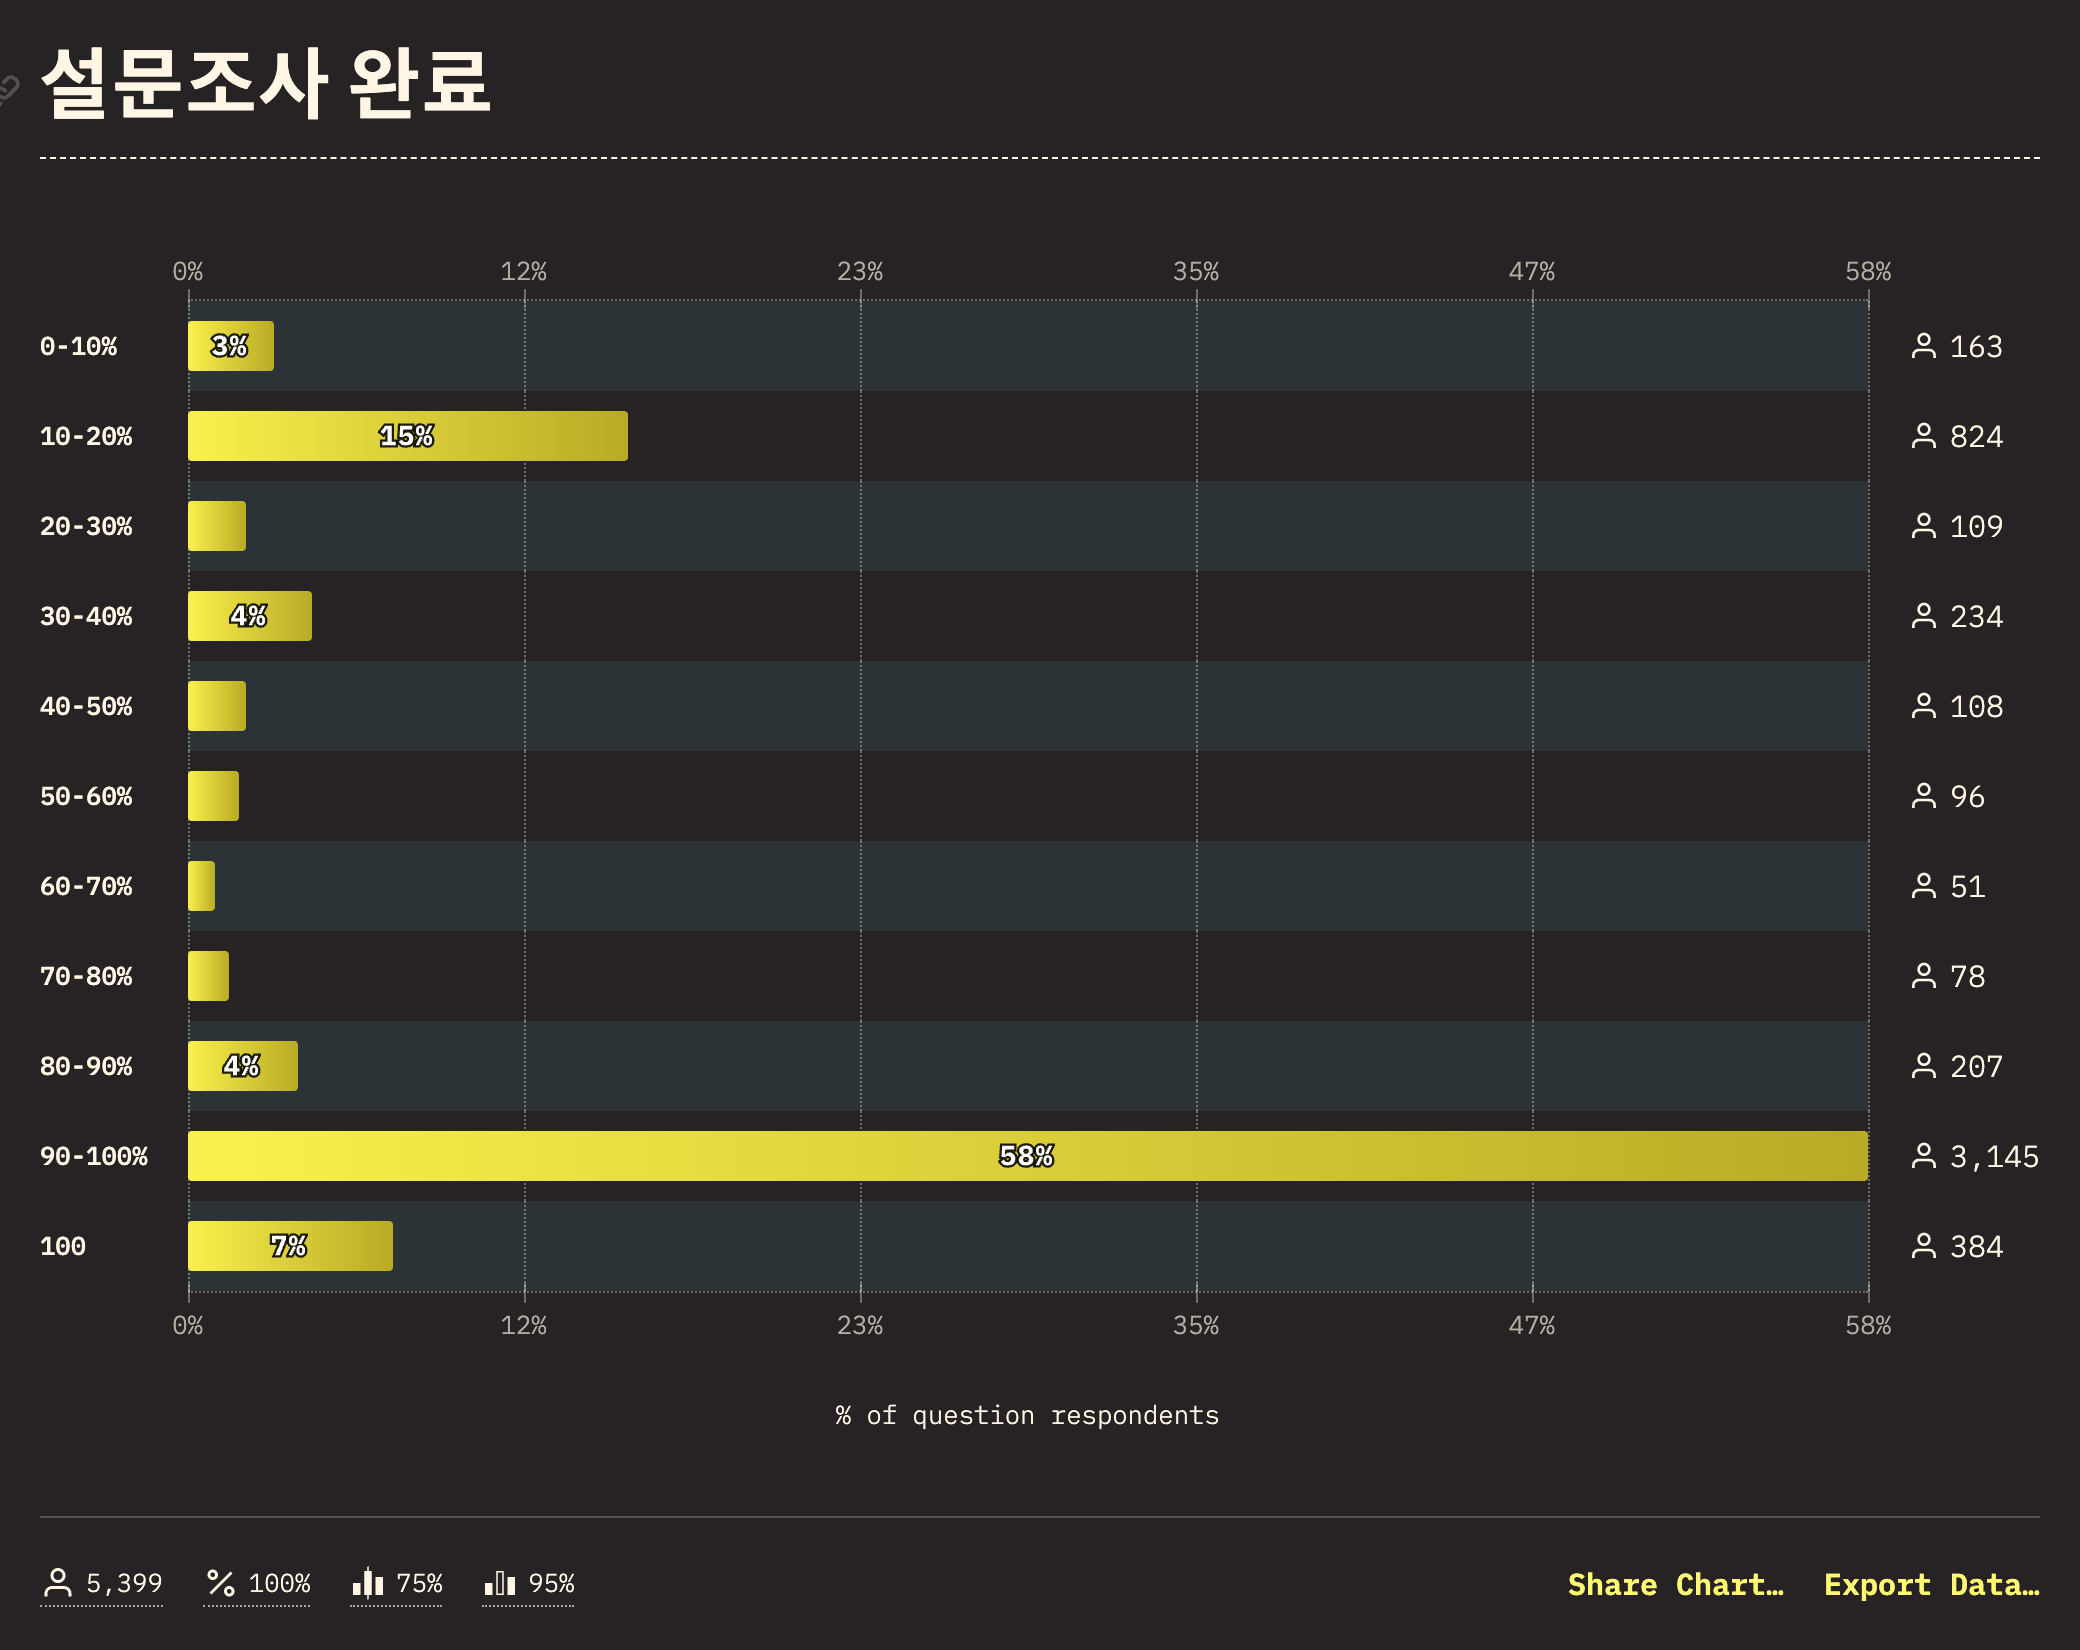 설문조사 완료
0% 12% 23% 35% 47% 58%
0-10% 3% 163
10-20% 15% 824
20-30% 109
30-40% 4% 234
40-50% 108
50-60% 96
60-70% 51
70-80% 78
80-90% 4% 207
90-100% 58% 3,145
100 7% 384
0% 12% 23% 35% 47% 58%
% of question respondents
5,399 100% 75% 95% Share Chart… Export Data…